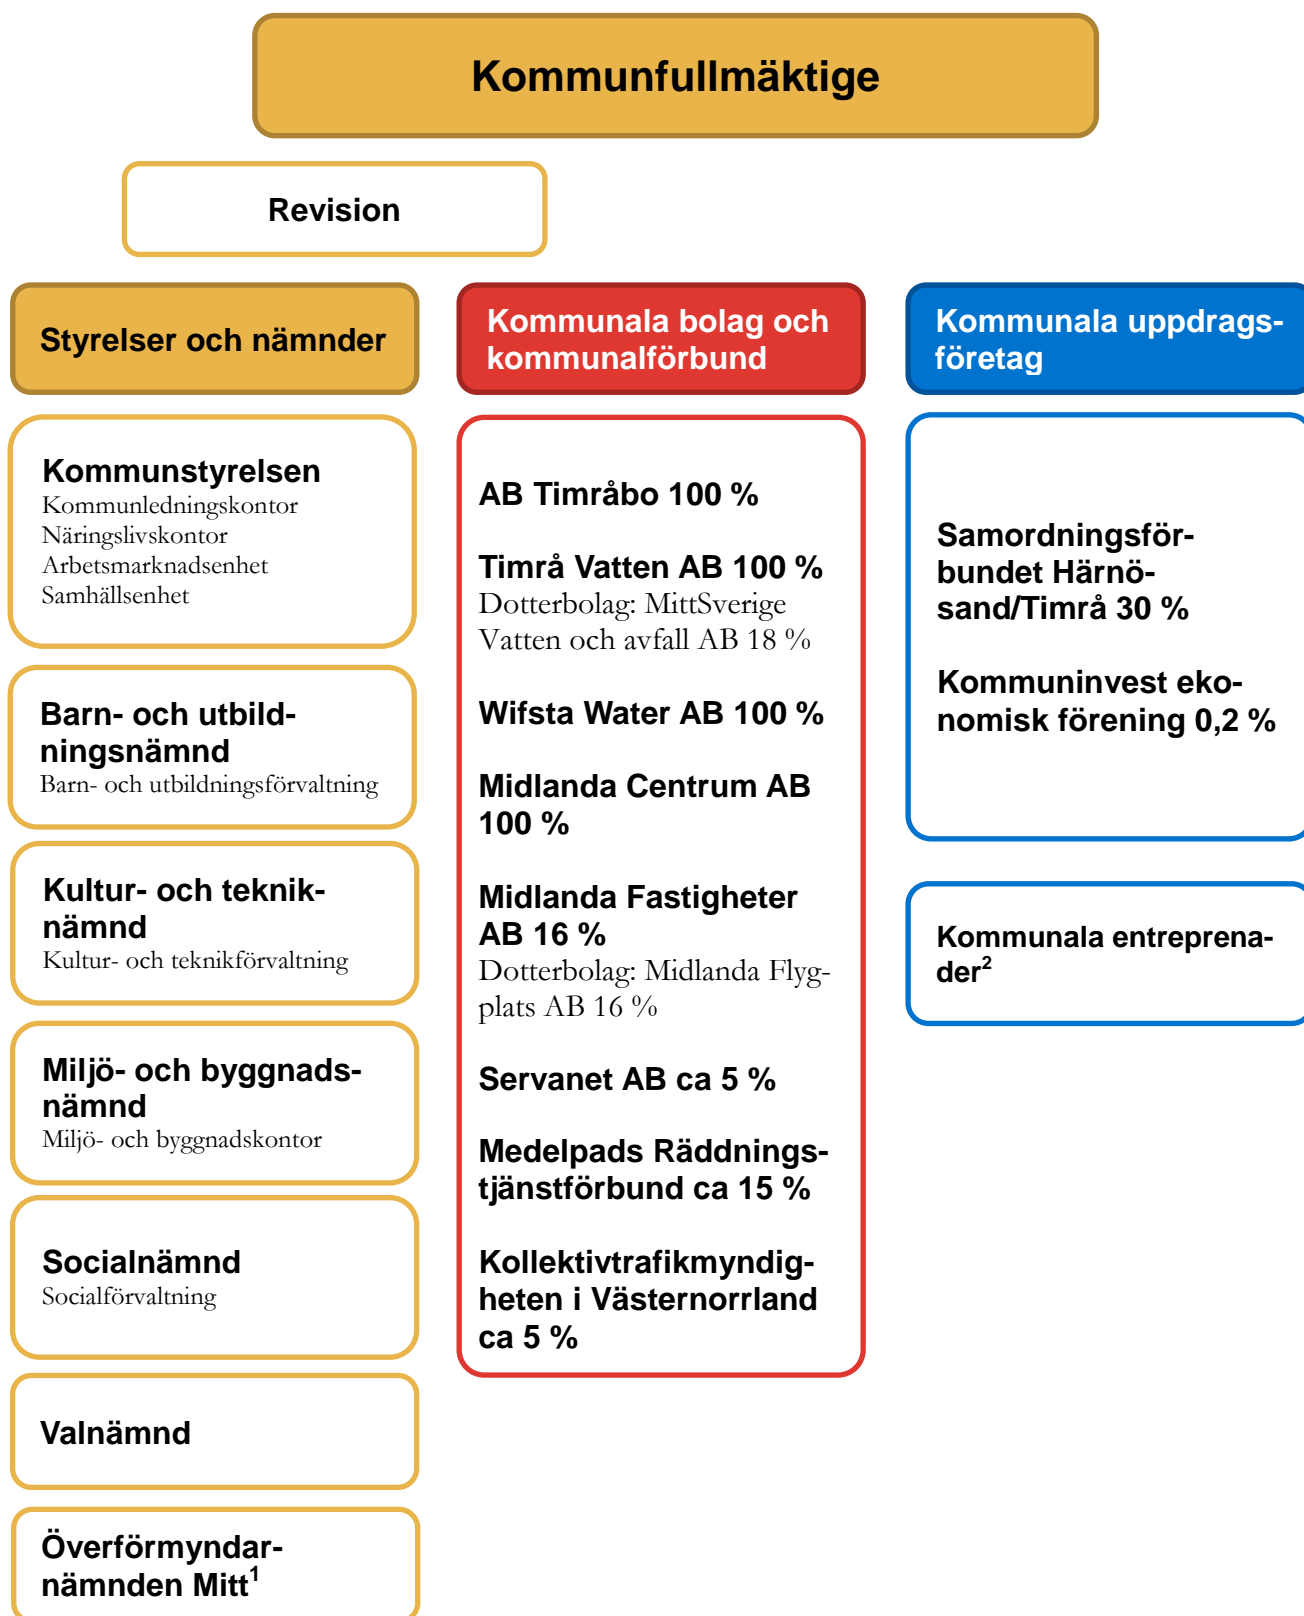 Kommunfullmäktige
Revision
Styrelser och nämnder
Kommunstyrelsen
Kommunledningskontor
Näringslivskontor
Arbetsmarknadsenhet
Samhällsenhet
Barn- och utbild-
ningsnämnd
Barn- och utbildningsförvaltning
Kultur- och teknik-
nämnd
Kultur- och teknikförvaltning
Miljö- och byggnads-
nämnd
Miljö- och byggnadskontor
Socialnämnd
Socialförvaltning
Valnämnd
Överförmyndar-
nämnden Mitt¹
Kommunala bolag och
kommunalförbund
AB Timråbo 100 %
Timrå Vatten AB 100 %
Dotterbolag: MittSverige
Vatten och avfall AB 18 %
Wifsta Water AB 100 %
Midlanda Centrum AB
100 %
Midlanda Fastigheter
AB 16 %
Dotterbolag: Midlanda Flyg-
plats AB 16 %
Servanet AB ca 5 %
Medelpads Räddnings-
tjänstförbund ca 15 %
Kollektivtrafikmyndig-
heten i Västernorrland
ca 5 %
Kommunala uppdrags-
företag
Samordningsför-
bundet Härnö-
sand/Timrå 30 %
Kommuninvest eko-
nomisk förening 0,2 %
Kommunala entreprena-
der²